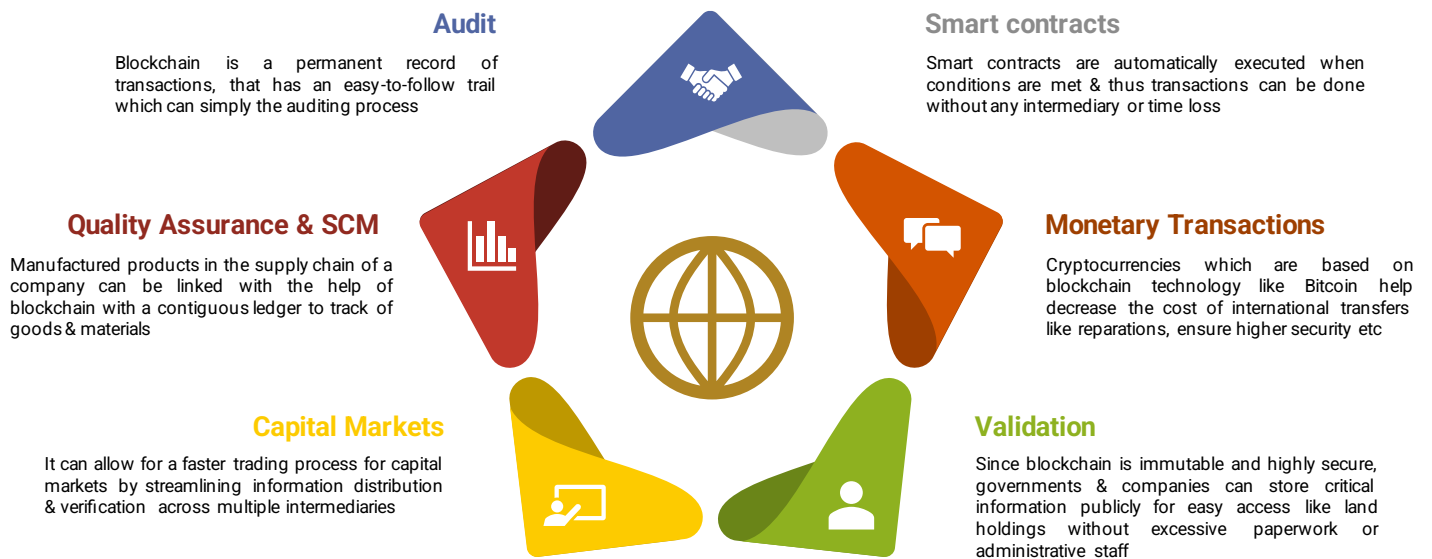 Audit
Blockchain is a permanent record of
transactions, that has an easy-to-follow trail
which can simply the auditing process
Smart contracts
Smart contracts are automatically executed when
conditions are met & thus transactions can be done
without any intermediary or time loss
Quality Assurance & SCM
Manufactured products in the supply chain of a
company can be linked with the help of
blockchain with a contiguous ledger to track of
goods & materials
Monetary Transactions
Cryptocurrencies which are based on
blockchain technology like Bitcoin help
decrease the cost of international transfers
like reparations, ensure higher security etc
Capital Markets
It can allow for a faster trading process for capital
markets by streamlining information distribution
& verification across multiple intermediaries
Validation
Since blockchain is immutable and highly secure,
governments & companies can store critical
information publicly for easy access like land
holdings without excessive paperwork or
administrative staff